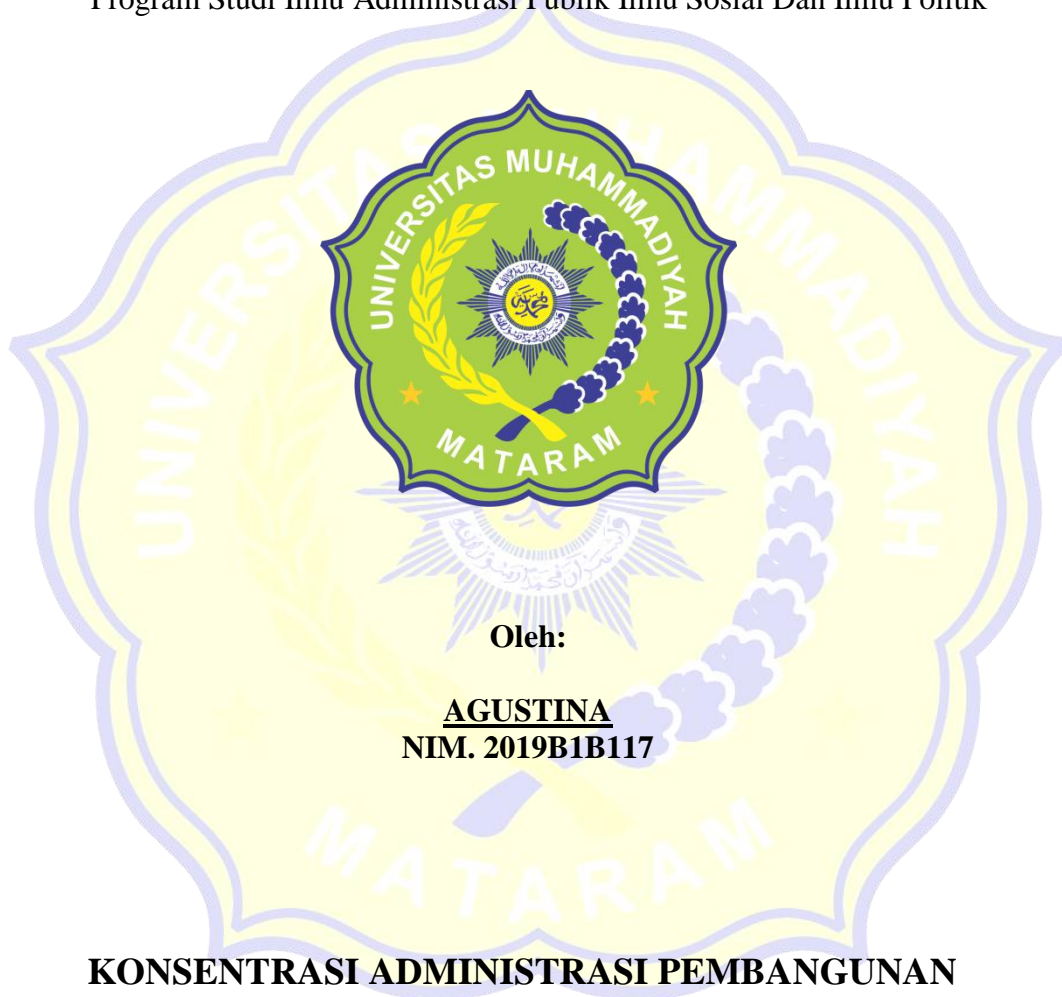 Program Studi Ilmu Administrasi Publik Ilmu Sosial Dan Ilmu Politik
UNIVERSITAS MUHAMMADIYAH
MATARAM
Oleh:
AGUSTINA
NIM. 2019B1B117
KONSENTRASI ADMINISTRASI PEMBANGUNAN